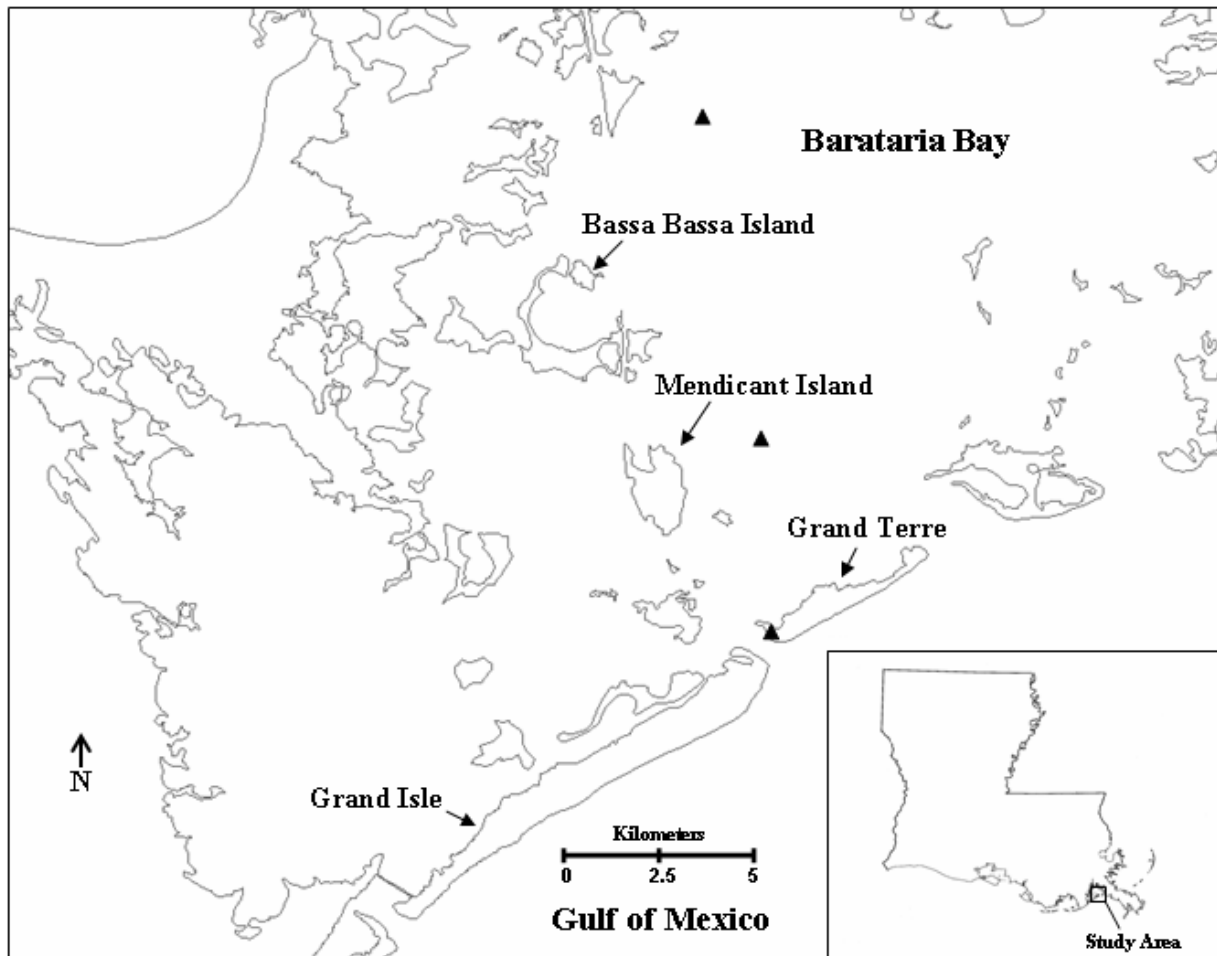 Barataria Bay
Bassa Bassa Island
Mendicant Island
Grand Terre
N
Grand Isle
Kilometers
0 2.5 5
Gulf of Mexico
Study Area